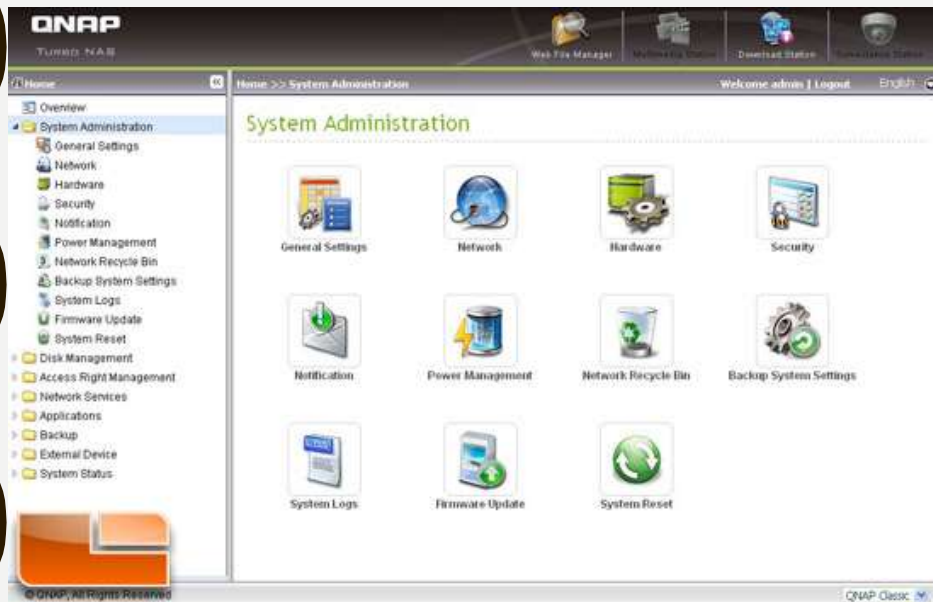 QNAP
TURBO NAS
Web File Manager
Multimedia Station
Download Station
Surveillance Station
Home
Home >> System Administration
Welcome admin | Logout
English
Overview
System Administration
General Settings
Network
Hardware
Security
Notification
Power Management
Network Recycle Bin
Backup System Settings
System Logs
Firmware Update
System Reset
Disk Management
Access Right Management
Network Services
Applications
Backup
External Device
System Status
System Administration
General Settings
Network
Hardware
Security
Notification
Power Management
Network Recycle Bin
Backup System Settings
System Logs
Firmware Update
System Reset
© QNAP, All Rights Reserved
QNAP Classic